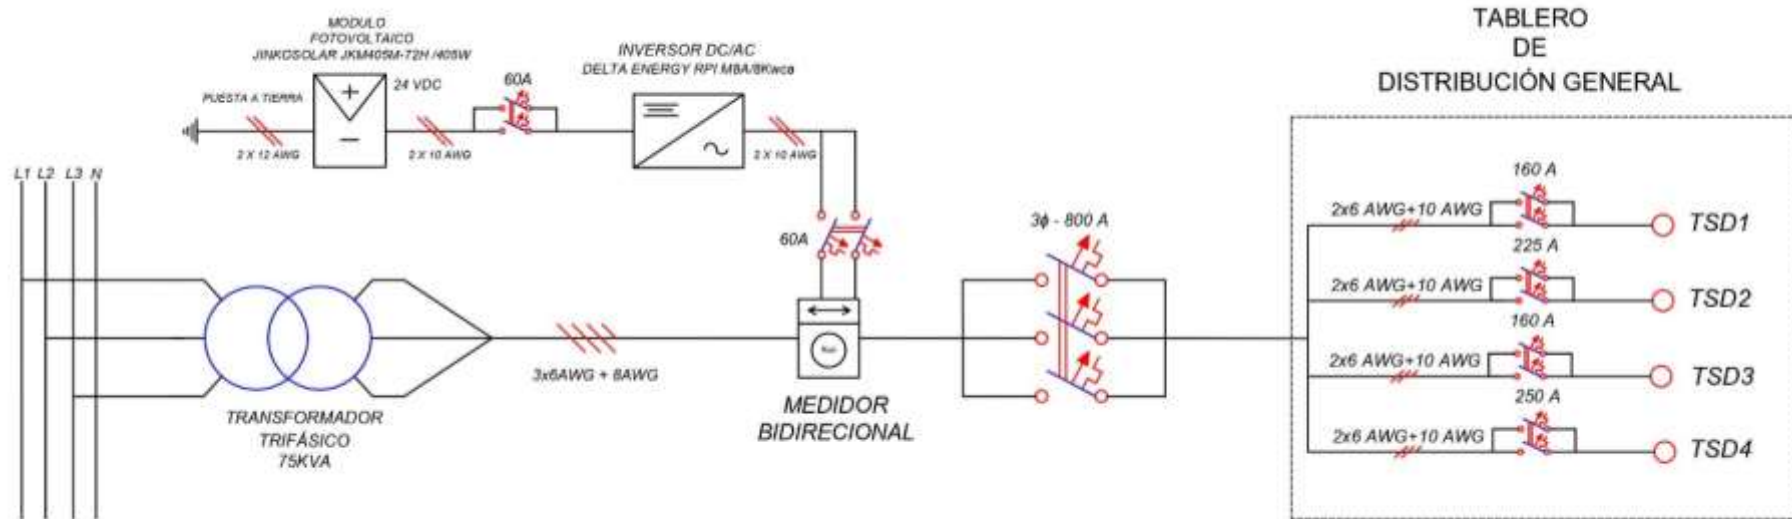 MODULO
FOTOVOLTAICO
JINKOSOLAR JKM405M-72H /405W
24 VDC
PUESTA A TIERRA
2 X 12 AWG
2 X 10 AWG
60A
INVERSOR DC/AC
DELTA ENERGY RPI M8A/8Kwca
2 X 10 AWG
60A
L1 L2 L3 N
TRANSFORMADOR
TRIFÁSICO
75KVA
3x6AWG + 8AWG
MEDIDOR
BIDIRECIONAL
3ϕ - 800 A
TABLERO
DE
DISTRIBUCIÓN GENERAL
160 A
2x6 AWG+10 AWG
TSD1
225 A
2x6 AWG+10 AWG
TSD2
160 A
2x6 AWG+10 AWG
TSD3
250 A
2x6 AWG+10 AWG
TSD4